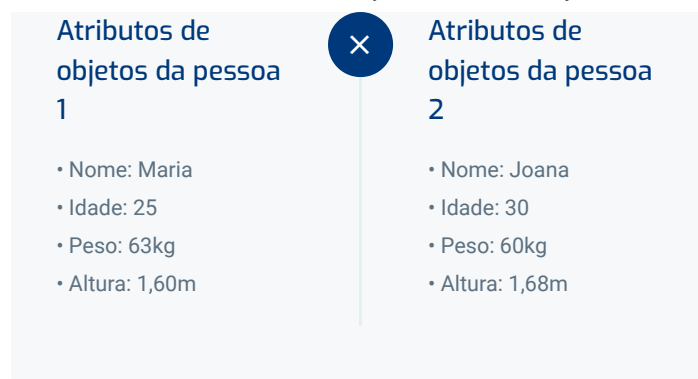 Atributos de
objetos da pessoa
1
• Nome: Maria
• Idade: 25
• Peso: 63kg
• Altura: 1,60m
Atributos de
objetos da pessoa
2
• Nome: Joana
• Idade: 30
• Peso: 60kg
• Altura: 1,68m